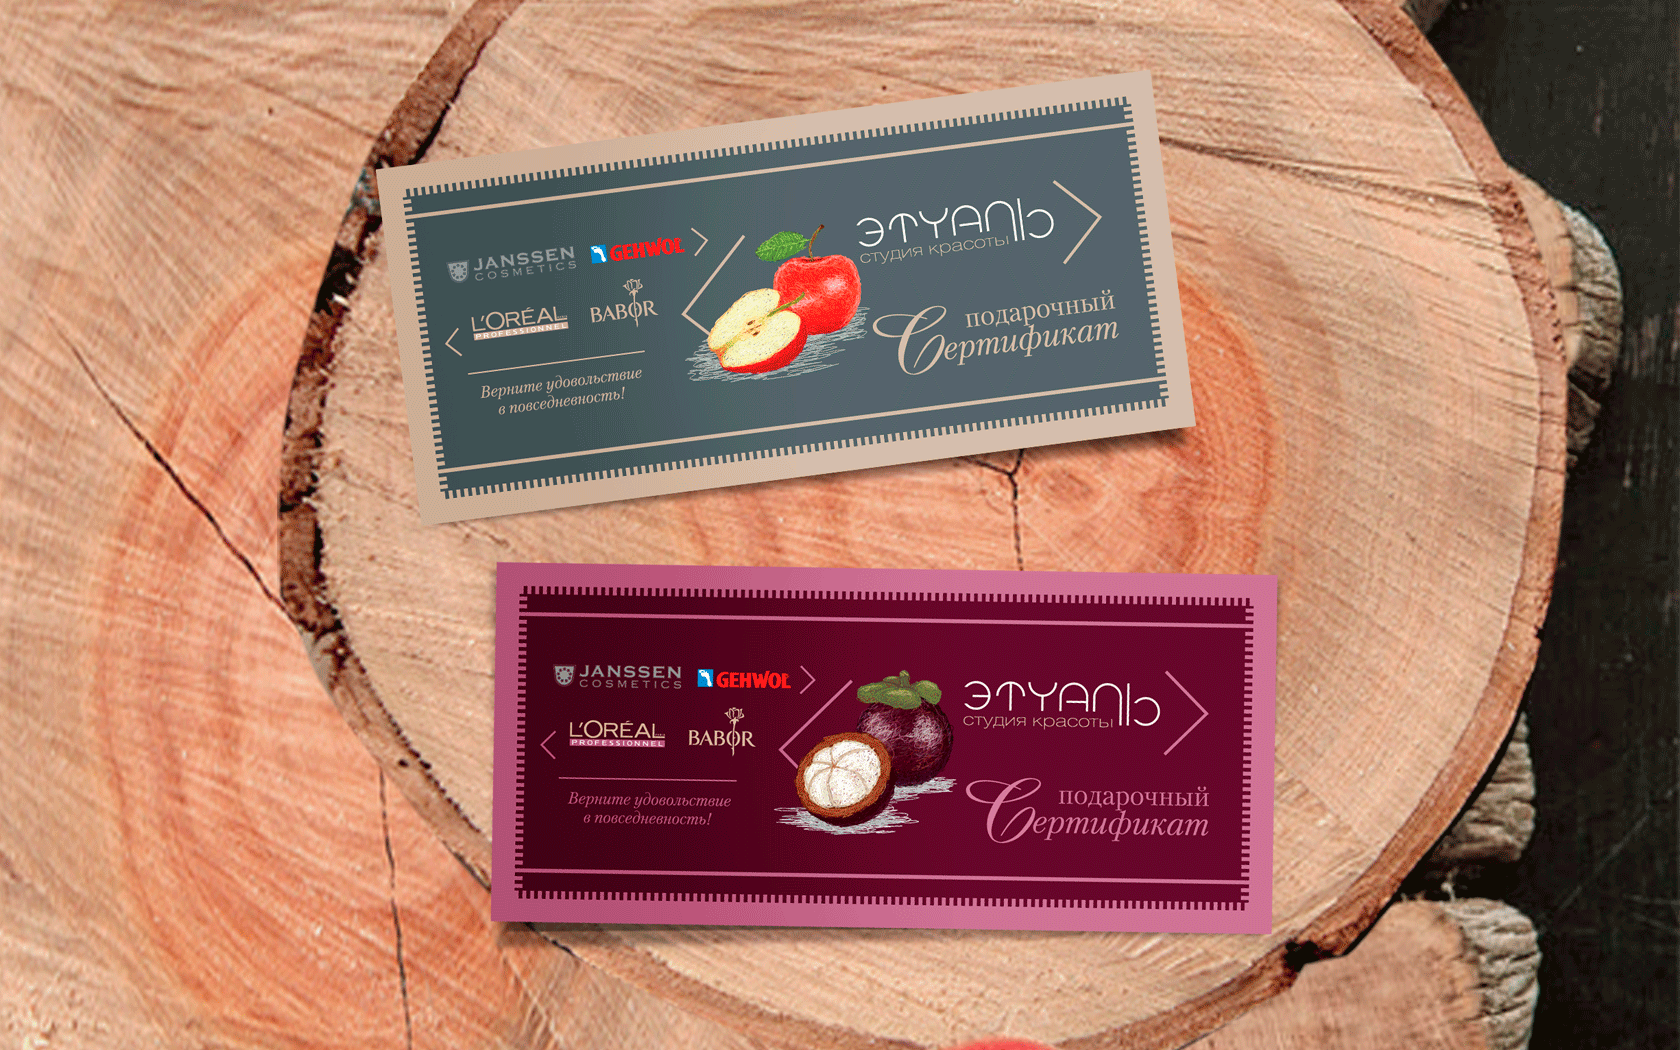 JANSSEN
COSMETICS
GEHWOL
L'ORÉAL
PROFESSIONNEL
BABOR
Верните удовольствие
в повседневность!
ЭТУАЛЬ
студия красоты
подарочный
Сертификат
JANSSEN
COSMETICS
GEHWOL
L'ORÉAL
PROFESSIONNEL
BABOR
Верните удовольствие
в повседневность!
ЭТУАЛЬ
студия красоты
подарочный
Сертификат